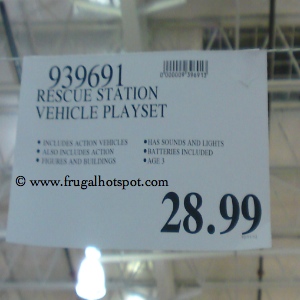 939691
RESCUE STATION
VEHICLE PLAYSET
• INCLUDES ACTION VEHICLES
• ALSO INCLUDES ACTION
• FIGURES AND BUILDINGS
• HAS SOUNDS AND LIGHTS
• BATTERIES INCLUDED
• AGE 3
© www.frugalhotspot.com
28.99